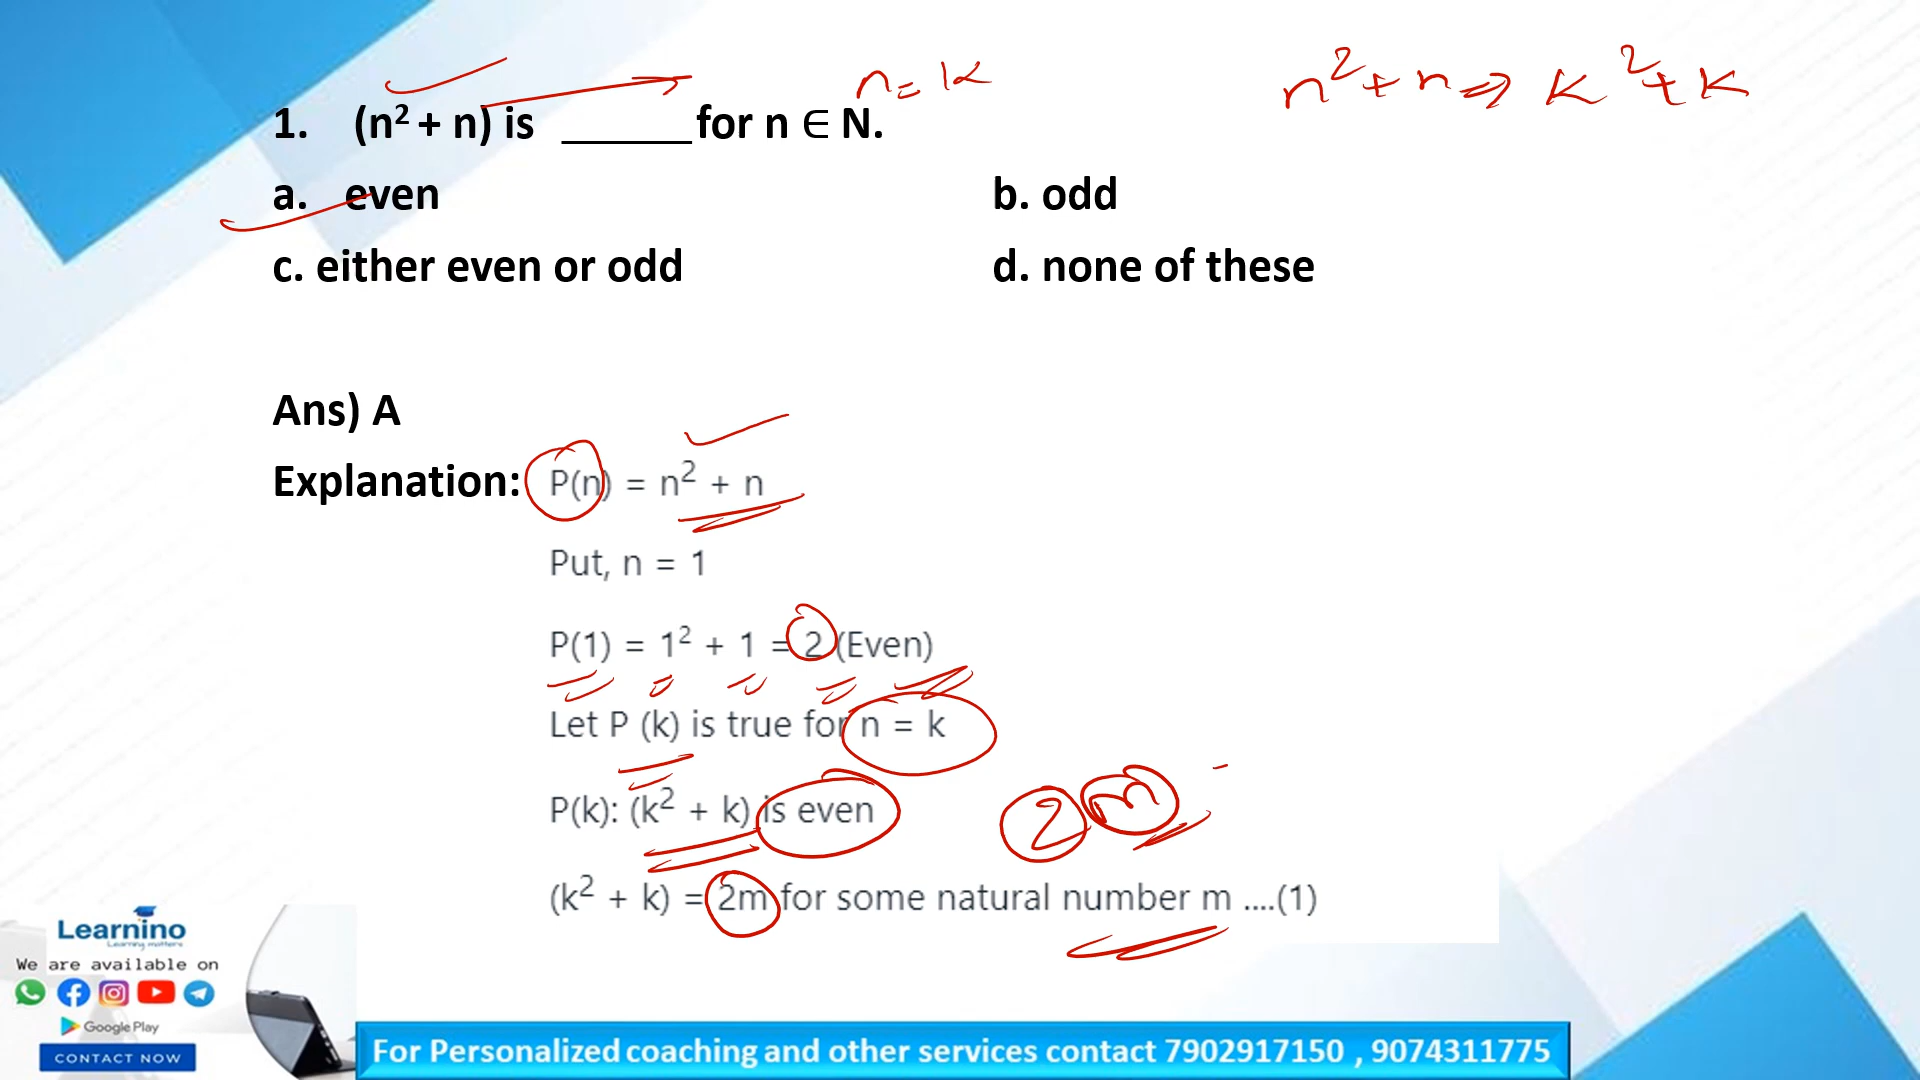 n = k
n² + n ⇒ k² + k
1. (n² + n) is ______ for n ∈ N.
a. even b. odd
c. either even or odd d. none of these
Ans) A
Explanation: P(n) = n² + n
Put, n = 1
P(1) = 1² + 1 = 2 (Even)
Let P (k) is true for n = k
P(k): (k² + k) is even
2 m
(k² + k) = 2m for some natural number m ....(1)
Learnino
Learning matters
We are available on
Google Play
CONTACT NOW
For Personalized coaching and other services contact 7902917150 , 9074311775